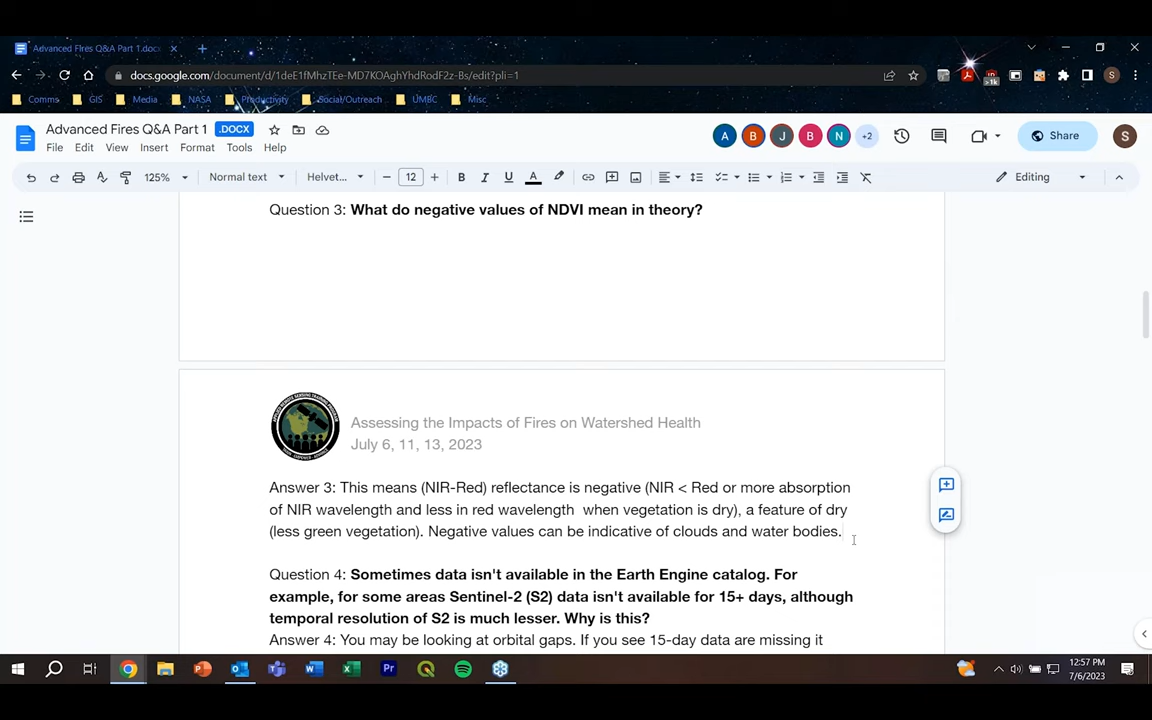 Advanced Fires Q&A Part 1.docx
docs.google.com/document/d/1deE1fMhzTEe-MD7KOAghYhdRodF2z-Bs/edit?pli=1
>1k
S
Comms GIS Media NASA Productivity Social/Outreach UMBC Misc
Advanced Fires Q&A Part 1 .DOCX
A B J B N +2 Share S
File Edit View Insert Format Tools Help
125% Normal text Helvet... 12 B I U A Editing
Question 3: What do negative values of NDVI mean in theory?
Assessing the Impacts of Fires on Watershed Health
July 6, 11, 13, 2023
Answer 3: This means (NIR-Red) reflectance is negative (NIR < Red or more absorption
of NIR wavelength and less in red wavelength when vegetation is dry), a feature of dry
(less green vegetation). Negative values can be indicative of clouds and water bodies.
Question 4: Sometimes data isn't available in the Earth Engine catalog. For
example, for some areas Sentinel-2 (S2) data isn't available for 15+ days, although
temporal resolution of S2 is much lesser. Why is this?
Answer 4: You may be looking at orbital gaps. If you see 15-day data are missing it
12:57 PM
7/6/2023